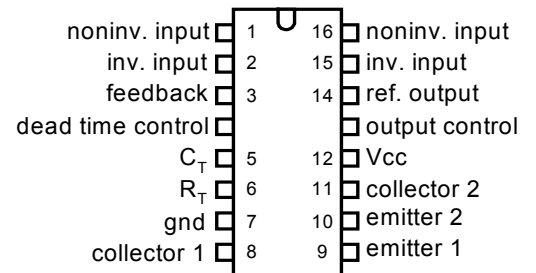 noninv. input 1 16 noninv. input
inv. input 2 15 inv. input
feedback 3 14 ref. output
dead time control output control
C_T 5 12 Vcc
R_T 6 11 collector 2
gnd 7 10 emitter 2
collector 1 8 9 emitter 1